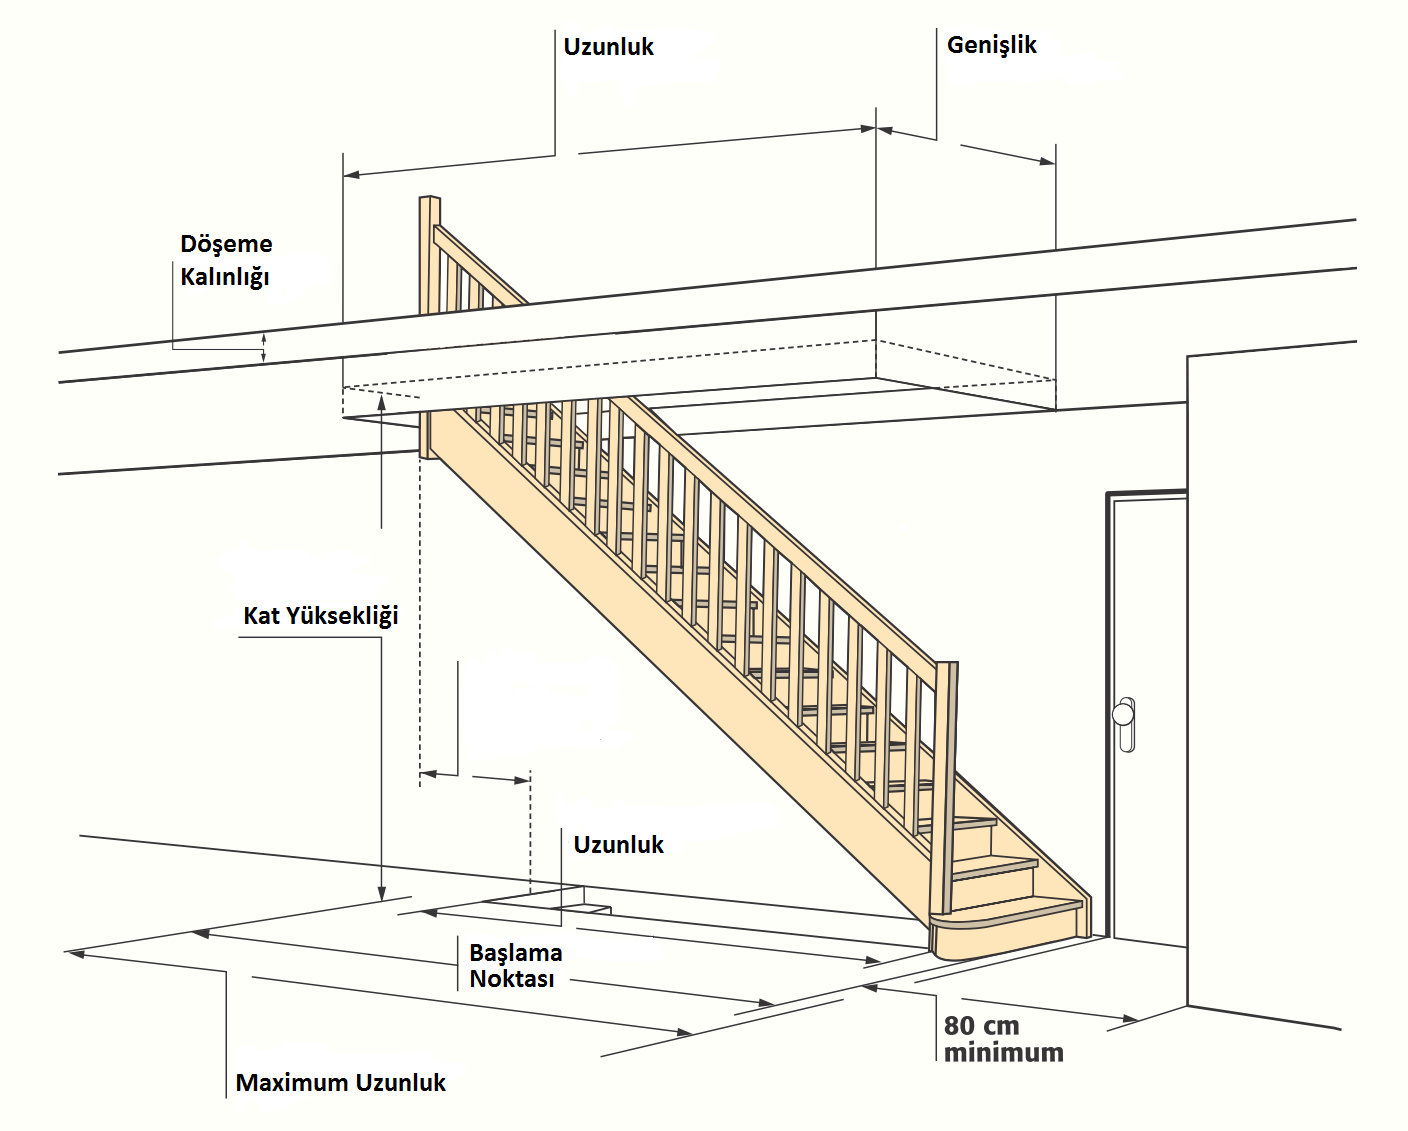 Uzunluk
Genişlik
Döşeme
Kalınlığı
Kat Yüksekliği
Uzunluk
Başlama
Noktası
80 cm
minimum
Maximum Uzunluk